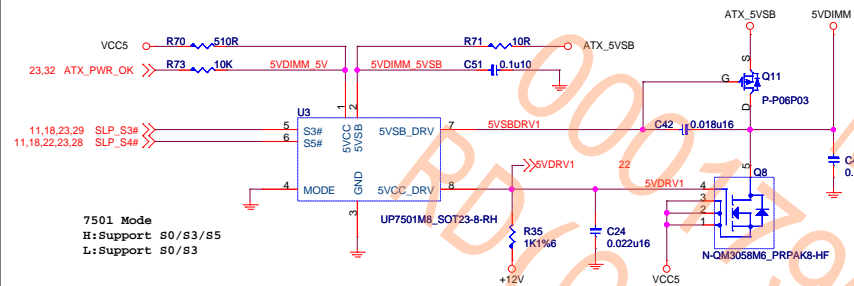 ATX_5VSB
5VDIMM
VCC5
R70
510R
R71
10R
ATX_5VSB
S
23,32 ATX_PWR_OK
R73
10K
5VDIMM_5V
5VDIMM_5VSB
C51
0.1u10
G
Q11
P-P06P03
D
U3
1
2
5VCC
5VSB
11,18,23,29 SLP_S3#
5
S3#
5VSB_DRV
7
5VSBDRV1
C42
0.018u16
11,18,22,23,28 SLP_S4#
6
S5#
5VDRV1
22
5
Q8
4
MODE
GND
5VCC_DRV
8
5VDRV1
4
3
2
1
3
UP7501M8_SOT23-8-RH
7501 Mode
H:Support S0/S3/S5
L:Support S0/S3
R35
1K1%6
C24
0.022u16
N-QM3058M6_PRPAK8-HF
+12V
VCC5
0.